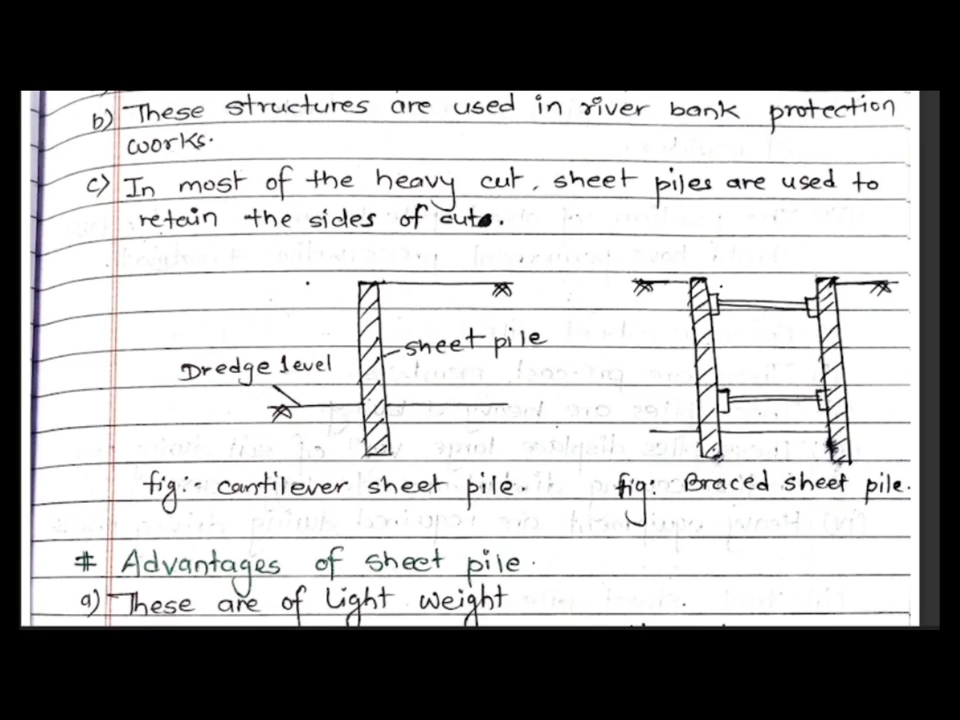 b) These structures are used in river bank protection
works.
c) In most of the heavy cut, sheet piles are used to
retain the sides of cuts.
sheet pile
Dredge level
fig: cantilever sheet pile.
fig: Braced sheet pile.
# Advantages of sheet pile.
a) These are of light weight